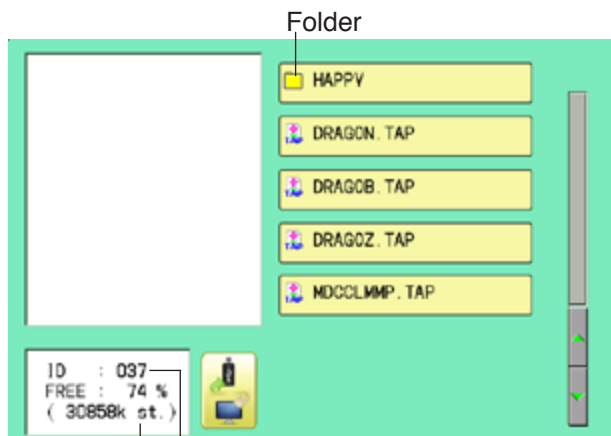 Folder
HAPPY
DRAGON.TAP
DRAGOB.TAP
DRAGOZ.TAP
MDCCLMMP.TAP
ID : 037
FREE : 74 %
( 30858k st.)